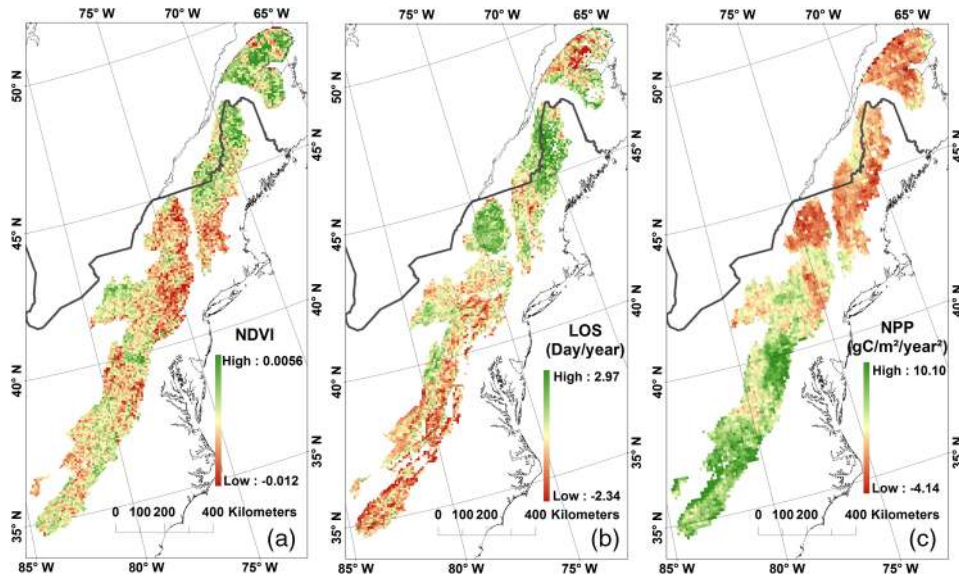 75° W 70° W 65° W
75° W 70° W 65° W
75° W 70° W 65° W
50° N
45° N
40° N
35° N
45° N
40° N
35° N
NDVI
High : 0.0056
Low : -0.012
0 100 200 400 Kilometers
(a)
85° W 80° W 75° W
50° N
45° N
40° N
35° N
45° N
40° N
35° N
LOS
(Day/year)
High : 2.97
Low : -2.34
0 100 200 400 Kilometers
(b)
85° W 80° W 75° W
50° N
45° N
40° N
35° N
45° N
40° N
35° N
NPP
(gC/m²/year²)
High : 10.10
Low : -4.14
0 100 200 400 Kilometers
(c)
85° W 80° W 75° W